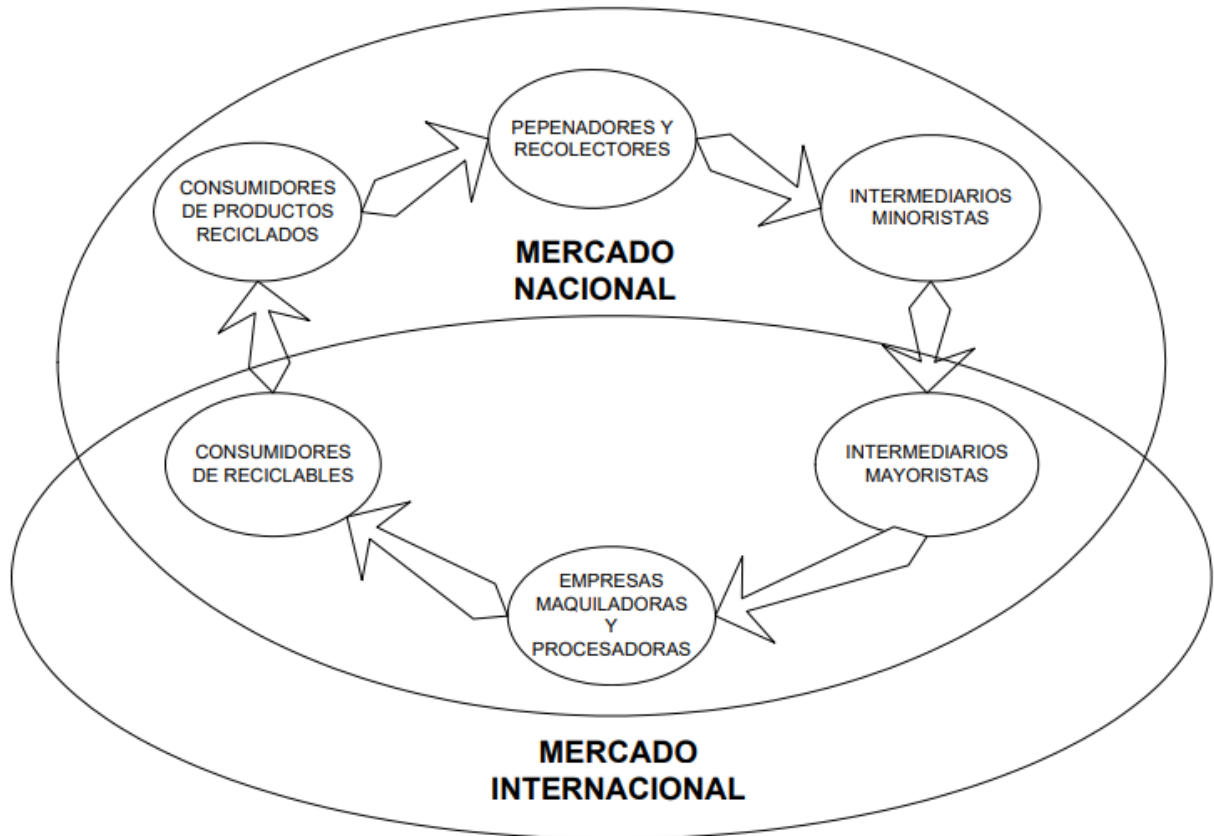 PEPENADORES Y
RECOLECTORES
CONSUMIDORES
DE PRODUCTOS
RECICLADOS
INTERMEDIARIOS
MINORISTAS
MERCADO
NACIONAL
CONSUMIDORES
DE RECICLABLES
INTERMEDIARIOS
MAYORISTAS
EMPRESAS
MAQUILADORAS
Y
PROCESADORAS
MERCADO
INTERNACIONAL